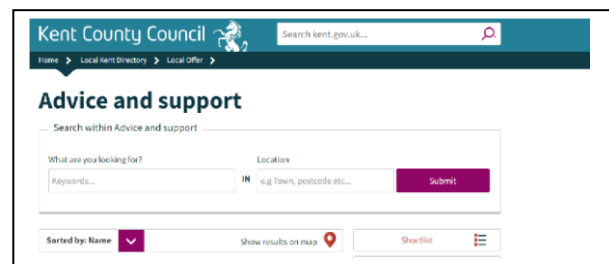 Kent County Council
Search kent.gov.uk...
Home > Local Kent Directory > Local Offer >
Advice and support
Search within Advice and support
What are you looking for? Location
Keywords... IN e.g Town, postcode etc... Submit
Sorted by: Name Show results on map Shortlist